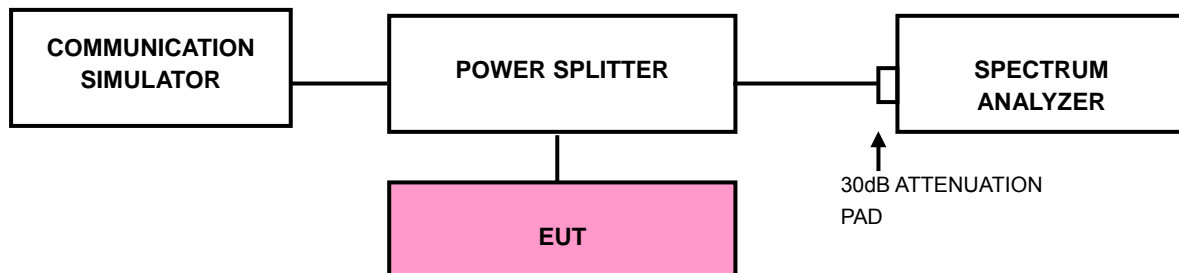 COMMUNICATION
SIMULATOR
POWER SPLITTER
SPECTRUM
ANALYZER
30dB ATTENUATION
PAD
EUT